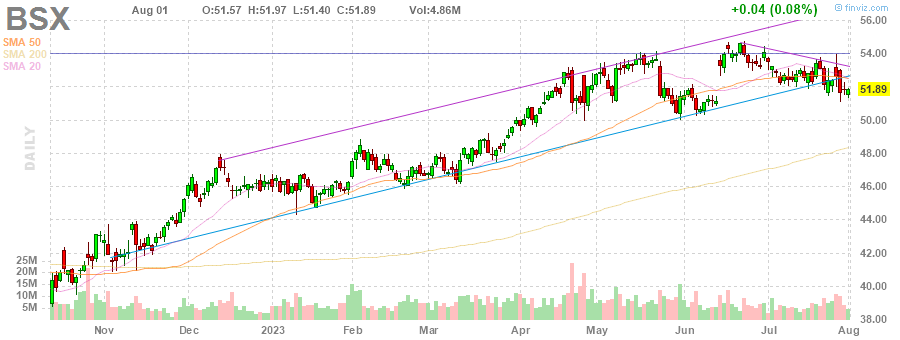 BSX
Aug 01 O:51.57 H:51.97 L:51.40 C:51.89 Vol:4.86M +0.04 (0.08%)
finviz.com
SMA 50
SMA 200
SMA 20
DAILY
56.00
54.00
51.89
50.00
48.00
46.00
44.00
42.00
40.00
38.00
25M
20M
15M
10M
5M
Nov Dec 2023 Feb Mar Apr May Jun Jul Aug